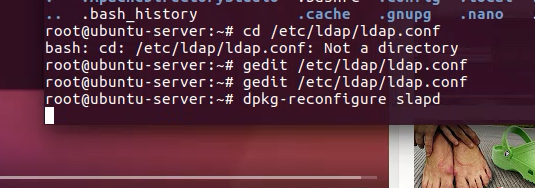 .. .bash_history .cache .gnupg .nano
root@ubuntu-server:~# cd /etc/ldap/ldap.conf
bash: cd: /etc/ldap/ldap.conf: Not a directory
root@ubuntu-server:~# gedit /etc/ldap/ldap.conf
root@ubuntu-server:~# gedit /etc/ldap/ldap.conf
root@ubuntu-server:~# dpkg-reconfigure slapd